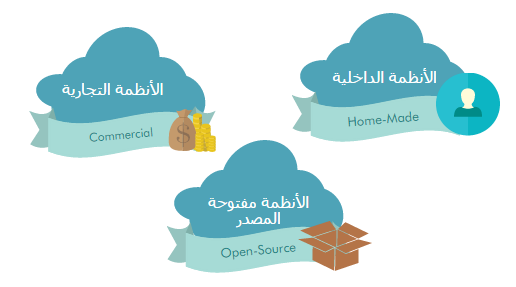 الأنظمة الداخلية
Home-Made
الأنظمة التجارية
Commercial
$
الأنظمة مفتوحة
المصدر
Open-Source